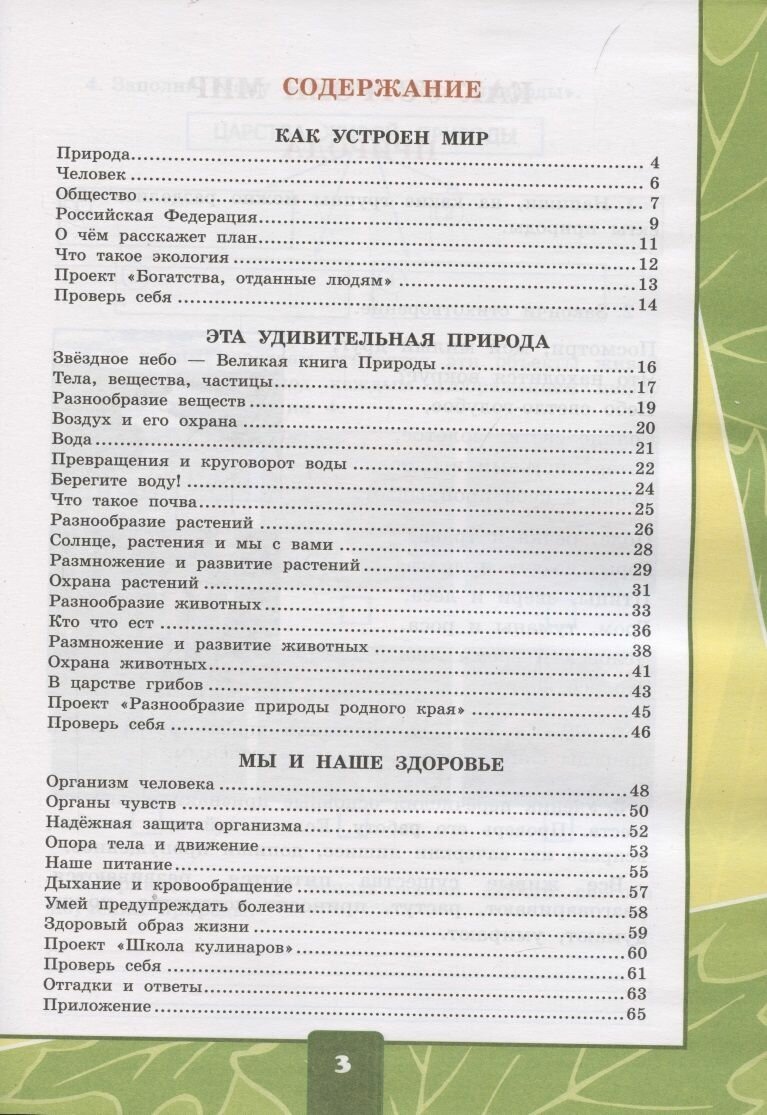 СОДЕРЖАНИЕ
КАК УСТРОЕН МИР
Природа 4
Человек 6
Общество 7
Российская Федерация 9
О чём расскажет план 11
Что такое экология 12
Проект «Богатства, отданные людям» 13
Проверь себя 14
ЭТА УДИВИТЕЛЬНАЯ ПРИРОДА
Звёздное небо — Великая книга Природы 16
Тела, вещества, частицы 17
Разнообразие веществ 19
Воздух и его охрана 20
Вода 21
Превращения и круговорот воды 22
Берегите воду! 24
Что такое почва 25
Разнообразие растений 26
Солнце, растения и мы с вами 28
Размножение и развитие растений 29
Охрана растений 31
Разнообразие животных 33
Кто что ест 36
Размножение и развитие животных 38
Охрана животных 41
В царстве грибов 43
Проект «Разнообразие природы родного края» 45
Проверь себя 46
МЫ И НАШЕ ЗДОРОВЬЕ
Организм человека 48
Органы чувств 50
Надёжная защита организма 52
Опора тела и движение 53
Наше питание 55
Дыхание и кровообращение 57
Умей предупреждать болезни 58
Здоровый образ жизни 59
Проект «Школа кулинаров» 60
Проверь себя 61
Отгадки и ответы 63
Приложение 65
3